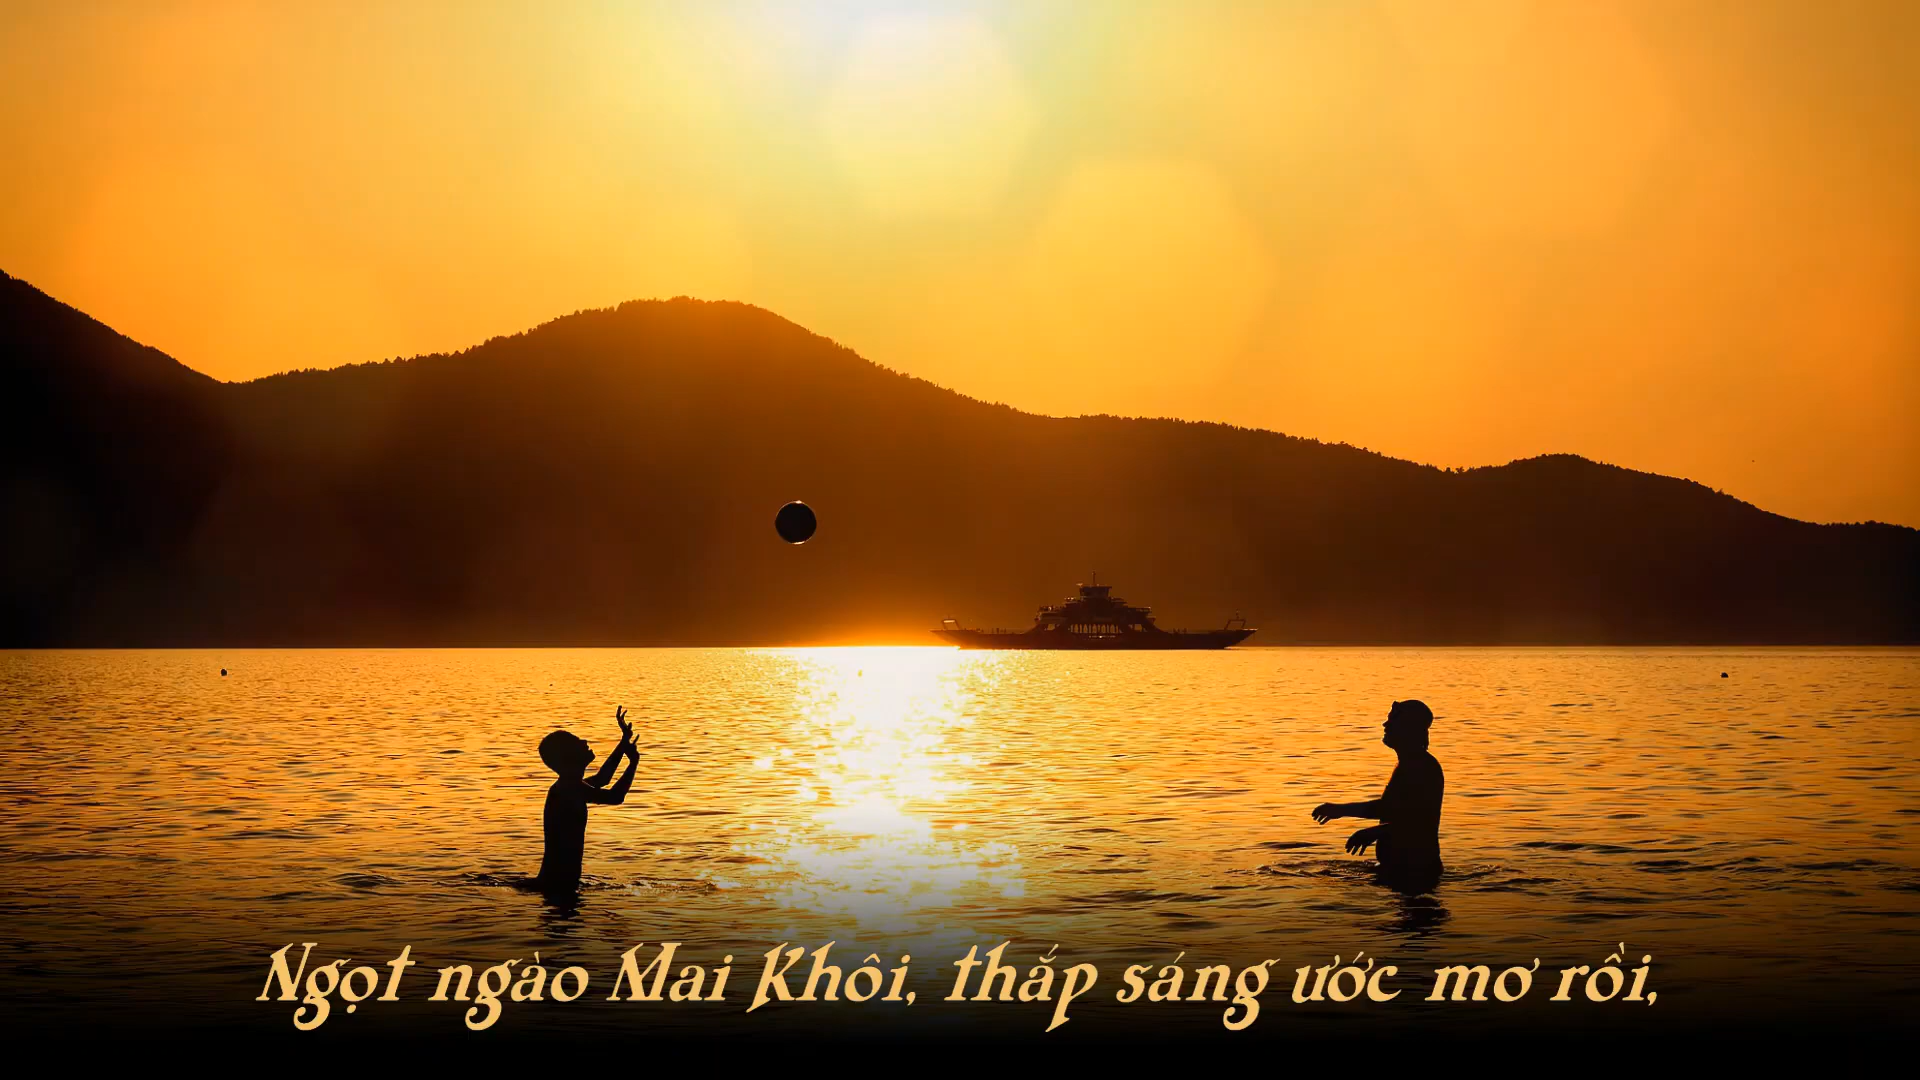 Ngọt ngào Mai Khôi, thắp sáng ước mơ rồi,